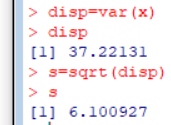 > disp=var(x)
> disp
[1] 37.22131
> s=sqrt(disp)
> s
[1] 6.100927